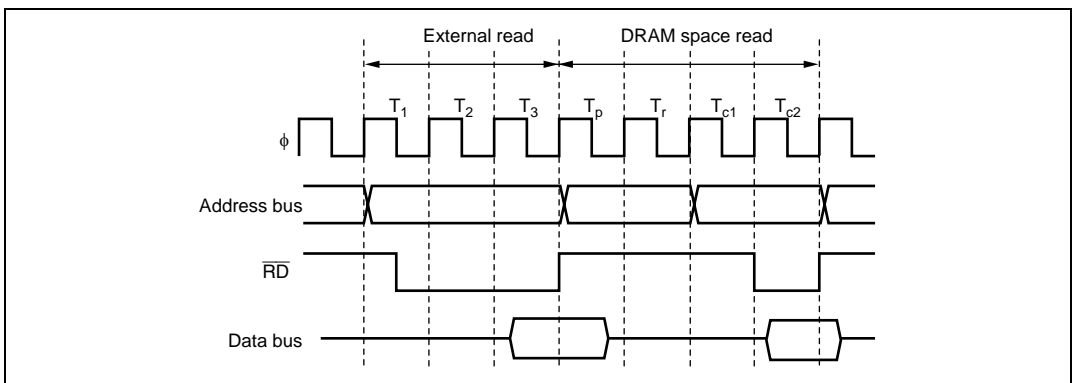 External read DRAM space read
T1 T2 T3 Tp Tr Tc1 Tc2
ϕ
Address bus
RD
Data bus